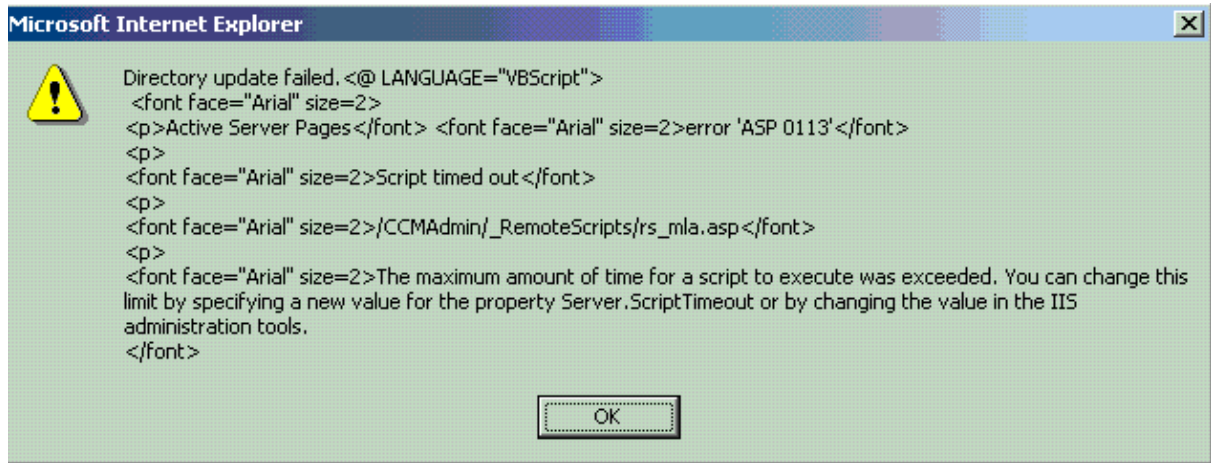 Microsoft Internet Explorer
Directory update failed.<@ LANGUAGE="VBScript">
<font face="Arial" size=2>
<p>Active Server Pages</font> <font face="Arial" size=2>error 'ASP 0113'</font>
<p>
<font face="Arial" size=2>Script timed out</font>
<p>
<font face="Arial" size=2>/CCMAdmin/_RemoteScripts/rs_mla.asp</font>
<p>
<font face="Arial" size=2>The maximum amount of time for a script to execute was exceeded. You can change this
limit by specifying a new value for the property Server.ScriptTimeout or by changing the value in the IIS
administration tools.
</font>
OK